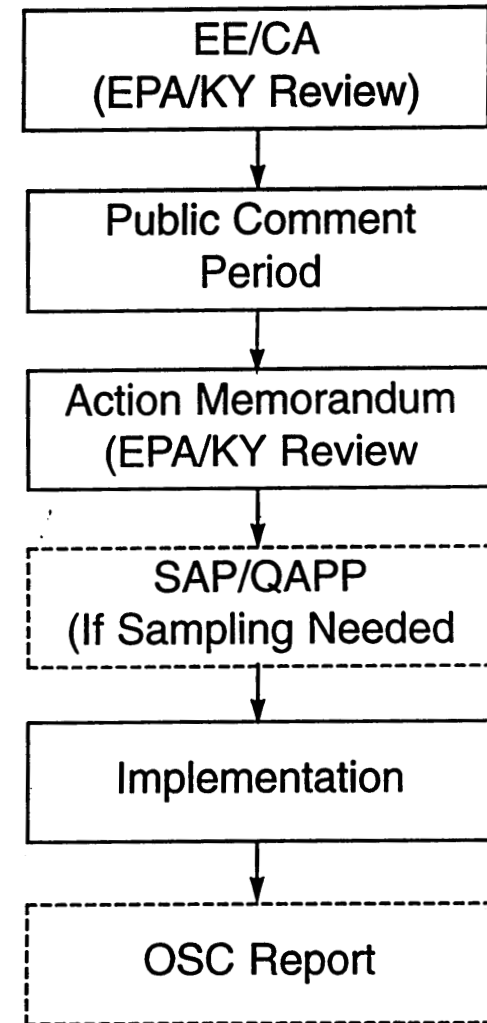 EE/CA
(EPA/KY Review)
Public Comment
Period
Action Memorandum
(EPA/KY Review
SAP/QAPP
(If Sampling Needed
Implementation
OSC Report